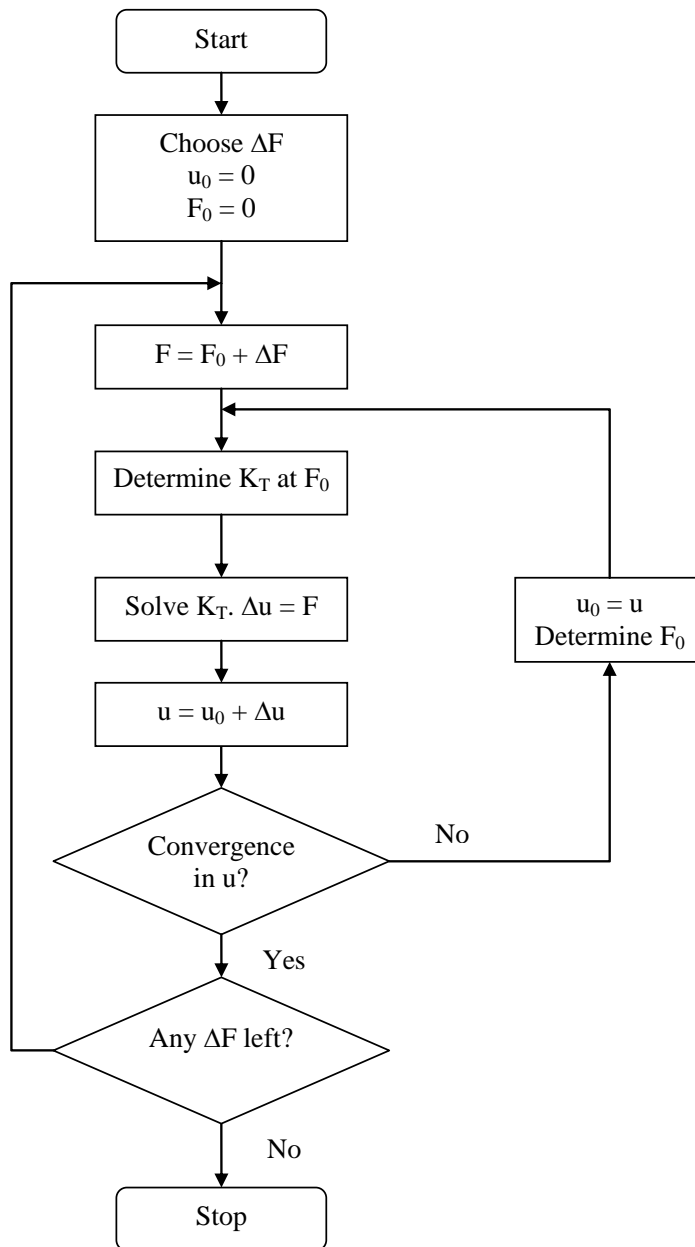 Start
Choose ΔF
u₀ = 0
F₀ = 0
F = F₀ + ΔF
Determine K_T at F₀
Solve K_T. Δu = F
u₀ = u
Determine F₀
u = u₀ + Δu
Convergence
in u?
No
Yes
Any ΔF left?
No
Stop